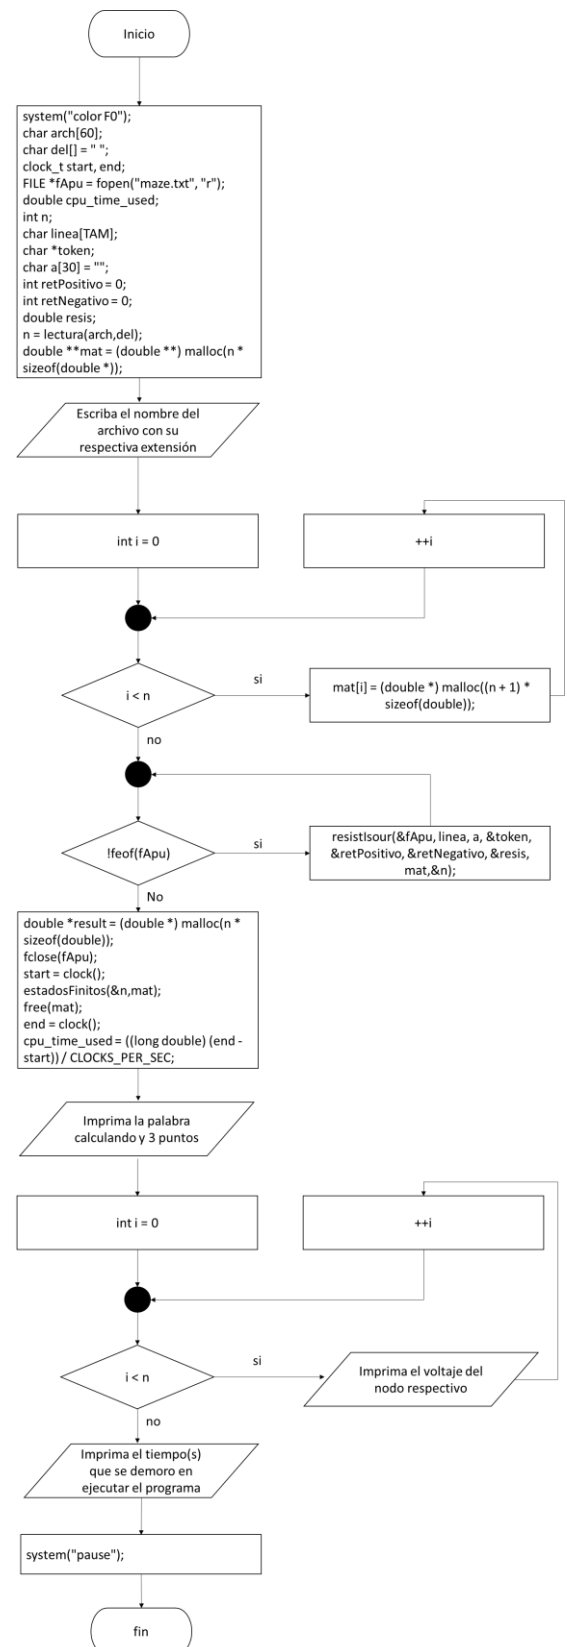 Inicio
system("color F0");
char arch[60];
char del[] = " ";
clock_t start, end;
FILE *fApu = fopen("maze.txt", "r");
double cpu_time_used;
int n;
char linea[TAM];
char *token;
char a[30] = "";
int retPositivo = 0;
int retNegativo = 0;
double resis;
n = lectura(arch,del);
double **mat = (double **) malloc(n *
sizeof(double *));
Escriba el nombre del
archivo con su
respectiva extensión
int i = 0
++i
i < n
si
mat[i] = (double *) malloc((n + 1) *
sizeof(double));
no
!feof(fApu)
si
resistIsour(&fApu, linea, a, &token,
&retPositivo, &retNegativo, &resis,
mat,&n);
No
double *result = (double *) malloc(n *
sizeof(double));
fclose(fApu);
start = clock();
estadosFinitos(&n,mat);
free(mat);
end = clock();
cpu_time_used = ((long double) (end -
start)) / CLOCKS_PER_SEC;
Imprima la palabra
calculando y 3 puntos
int i = 0
++i
i < n
si
Imprima el voltaje del
nodo respectivo
no
Imprima el tiempo(s)
que se demoro en
ejecutar el programa
system("pause");
fin